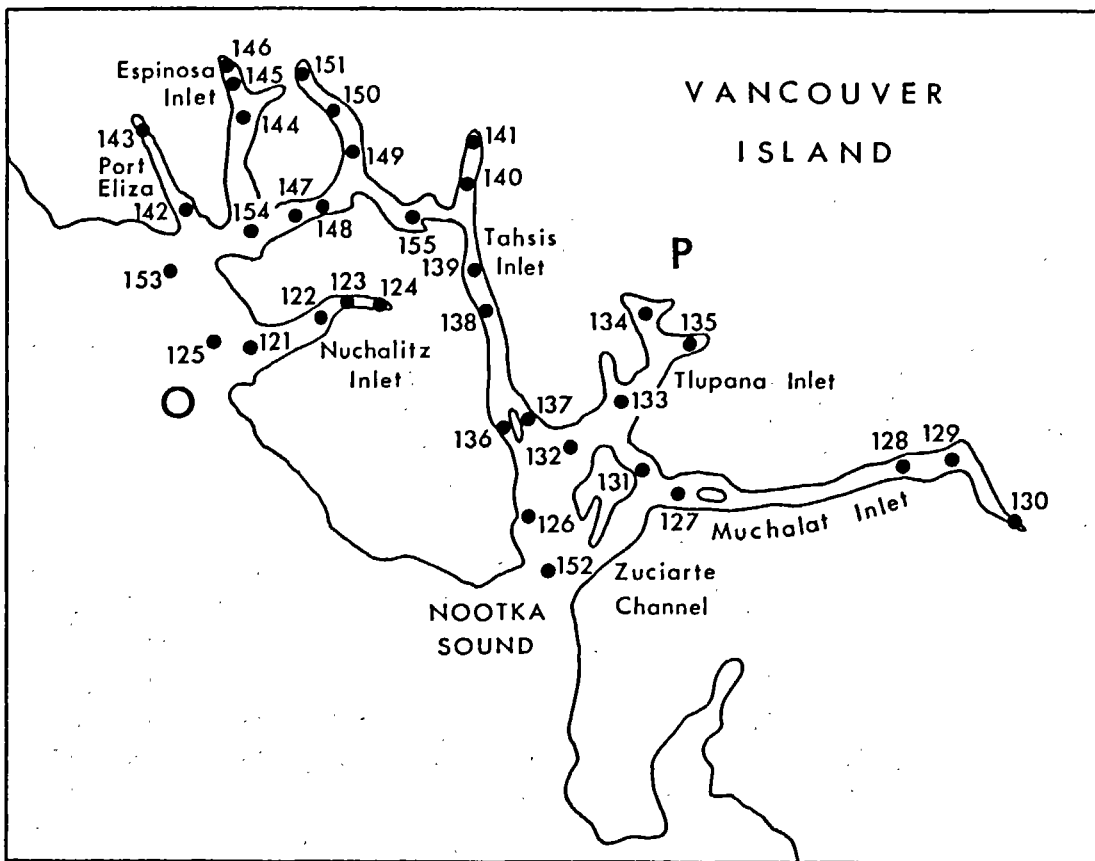 146
Espinosa
Inlet
145
151
150
144
143
Port
Eliza
149
141
140
142
154
147
148
155
VANCOUVER
ISLAND
153
Tahsis
Inlet
139
138
P
122
123
124
134
135
125
121
Nuchalitz
Inlet
O
Tlupana Inlet
133
137
136
132
131
128
129
127
Muchalat Inlet
130
126
152
Zuciarte
Channel
NOOTKA
SOUND